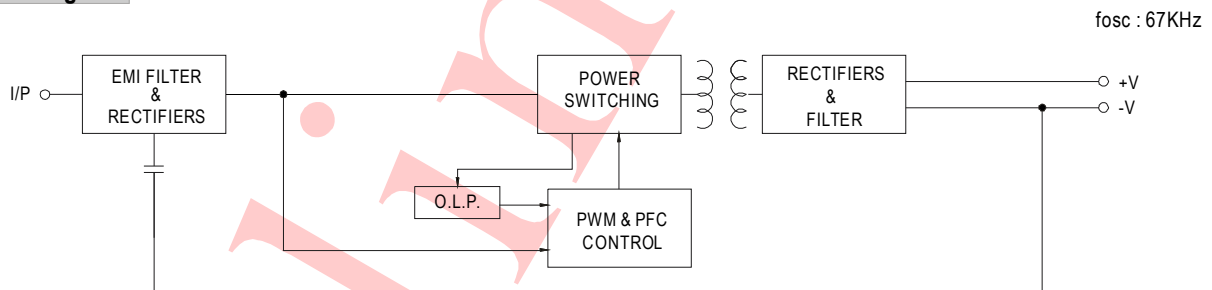 fosc : 67KHz
I/P
EMI FILTER
&
RECTIFIERS
POWER
SWITCHING
RECTIFIERS
&
FILTER
+V
-V
O.L.P.
PWM & PFC
CONTROL